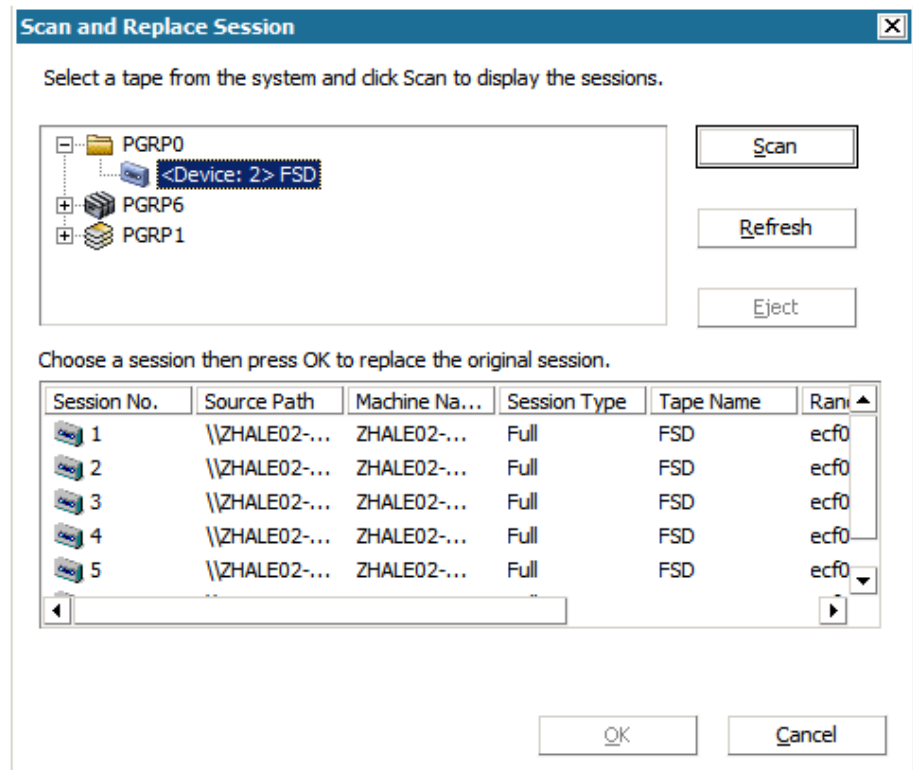 Scan and Replace Session
Select a tape from the system and click Scan to display the sessions.
PGRP0
<Device: 2> FSD
PGRP6
PGRP1
Scan
Refresh
Eject
Choose a session then press OK to replace the original session.
Session No. Source Path Machine Na... Session Type Tape Name Ran
1 \\ZHALE02-... ZHALE02-... Full FSD ecf0
2 \\ZHALE02-... ZHALE02-... Full FSD ecf0
3 \\ZHALE02-... ZHALE02-... Full FSD ecf0
4 \\ZHALE02-... ZHALE02-... Full FSD ecf0
5 \\ZHALE02-... ZHALE02-... Full FSD ecf0
OK Cancel